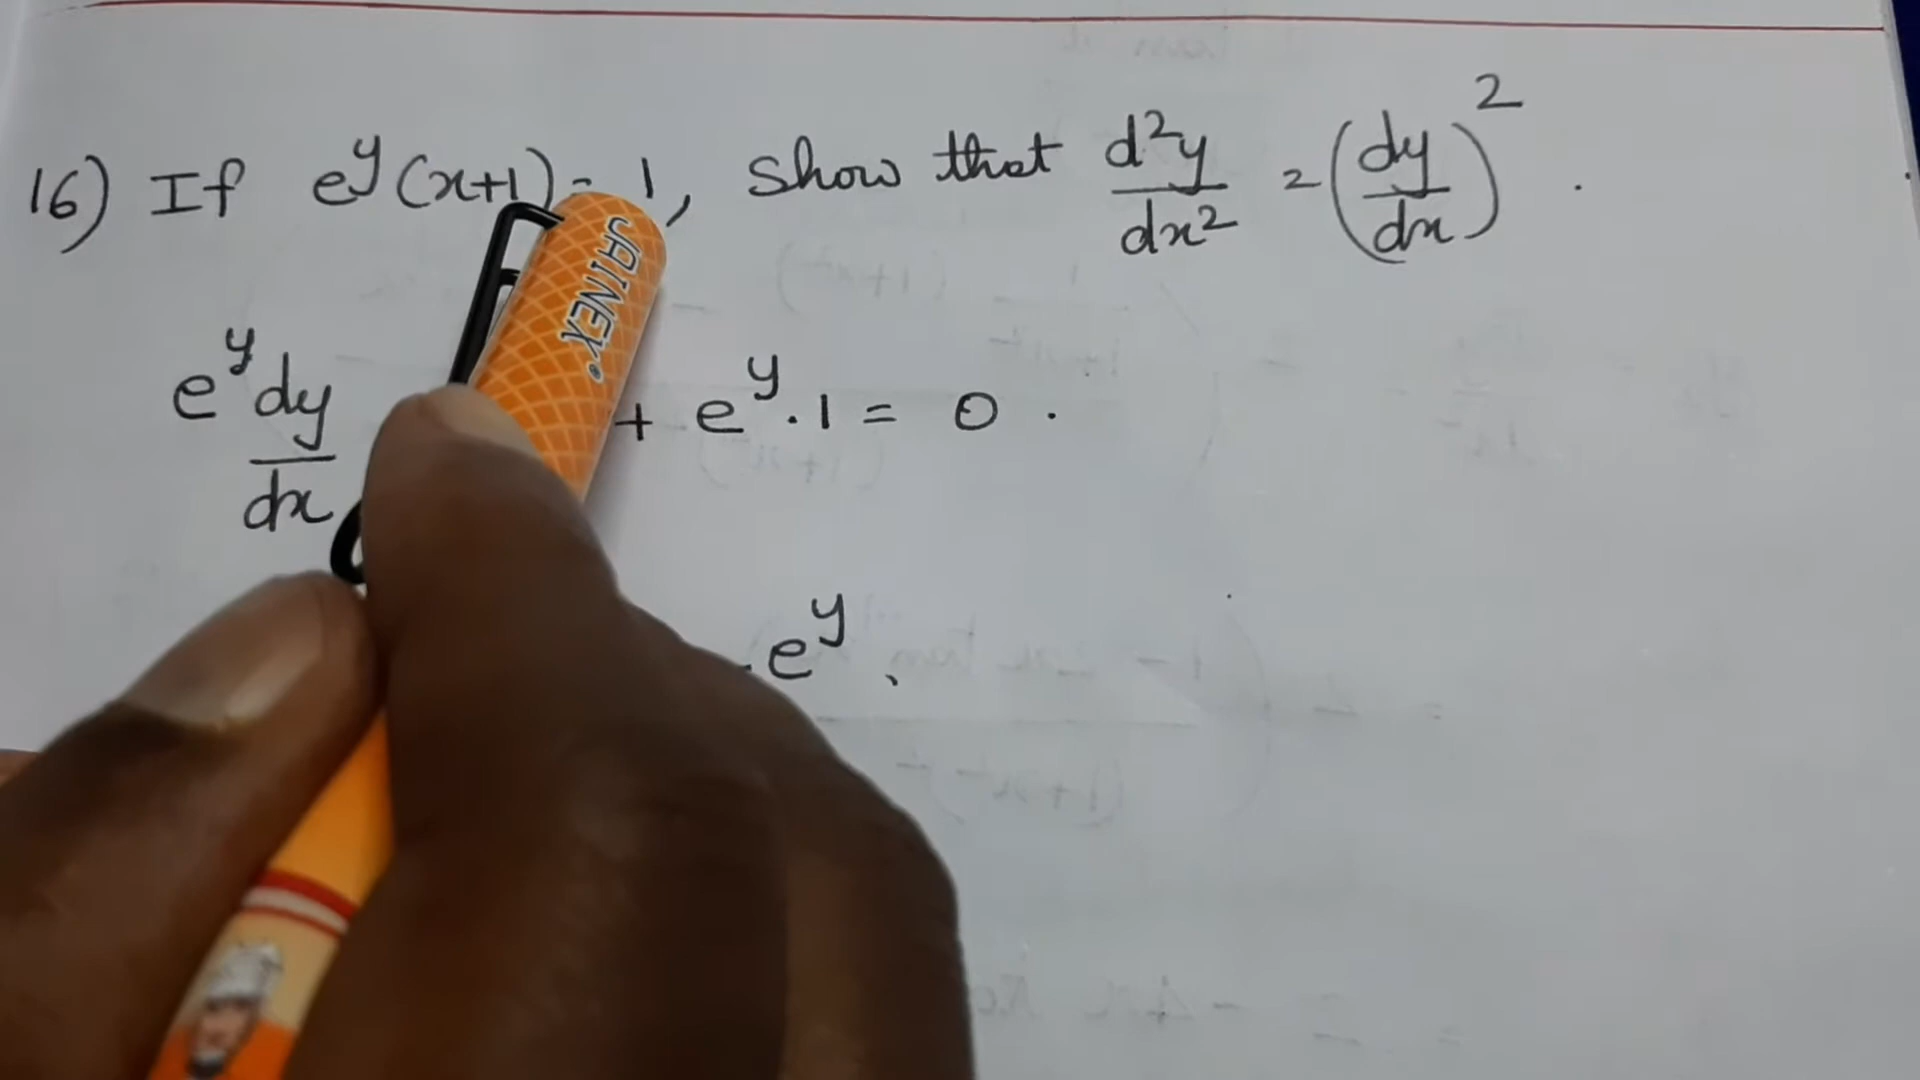 16) If e^y (x+1) = 1, show that d²y/dx² = (dy/dx)² .
JAINEX
e^y dy/dx + e^y . 1 = 0 .
e^y .